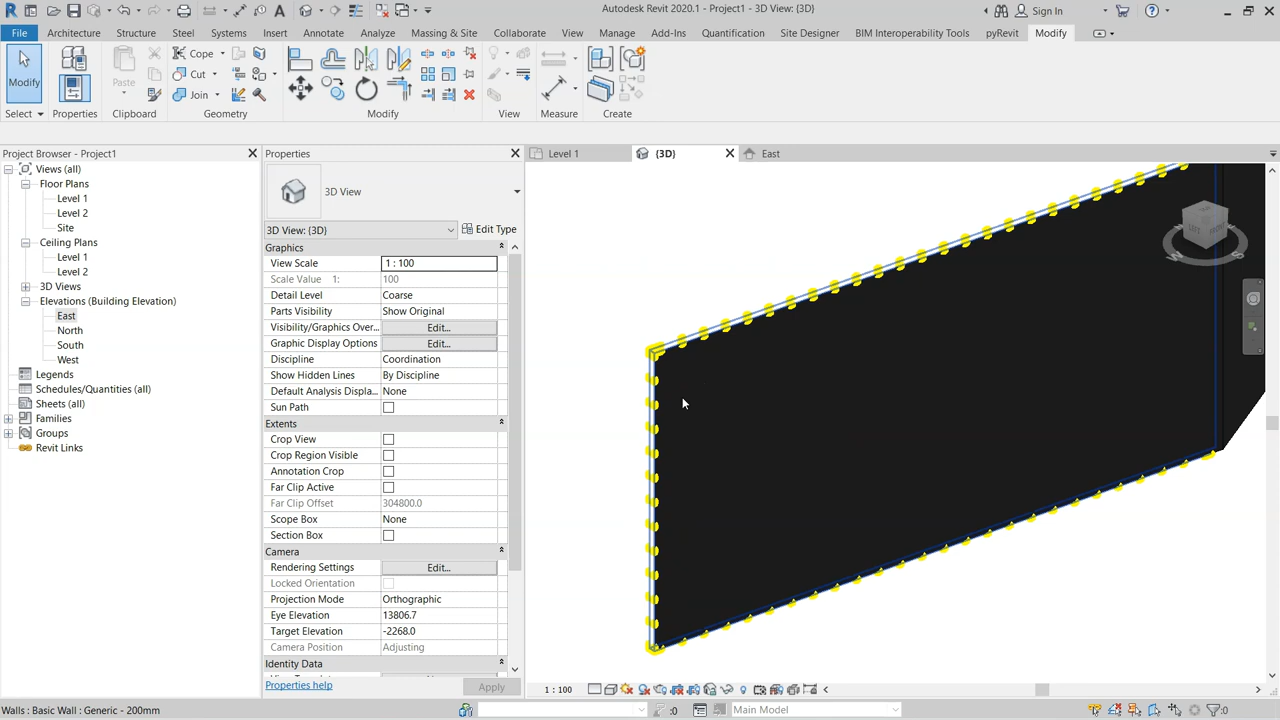 Autodesk Revit 2020.1 - Project1 - 3D View: {3D}
Sign In
File Architecture Structure Steel Systems Insert Annotate Analyze Massing & Site Collaborate View Manage Add-Ins Quantification Site Designer BIM Interoperability Tools pyRevit Modify
Modify
Paste
Cope
Cut
Join
Select Properties Clipboard Geometry Modify View Measure Create
Project Browser - Project1
Views (all)
Floor Plans
Level 1
Level 2
Site
Ceiling Plans
Level 1
Level 2
3D Views
Elevations (Building Elevation)
East
North
South
West
Legends
Schedules/Quantities (all)
Sheets (all)
Families
Groups
Revit Links
Properties
3D View
3D View: {3D} Edit Type
Graphics
View Scale 1 : 100
Scale Value 1: 100
Detail Level Coarse
Parts Visibility Show Original
Visibility/Graphics Over... Edit...
Graphic Display Options Edit...
Discipline Coordination
Show Hidden Lines By Discipline
Default Analysis Displa... None
Sun Path
Extents
Crop View
Crop Region Visible
Annotation Crop
Far Clip Active
Far Clip Offset 304800.0
Scope Box None
Section Box
Camera
Rendering Settings Edit...
Locked Orientation
Projection Mode Orthographic
Eye Elevation 13806.7
Target Elevation -2268.0
Camera Position Adjusting
Identity Data
Properties help Apply
Level 1 {3D} East
1 : 100
Walls : Basic Wall : Generic - 200mm
:0 Main Model :0